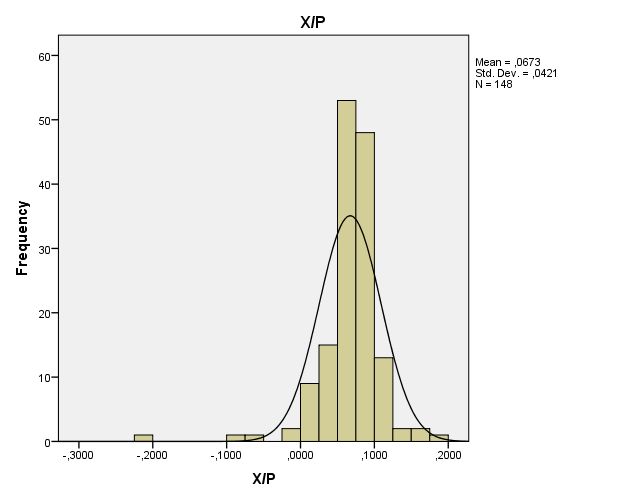 X/P
Mean = ,0673
Std. Dev. = ,0421
N = 148
Frequency
60
50
40
30
20
10
0
-,3000 -,2000 -,1000 ,0000 ,1000 ,2000
X/P